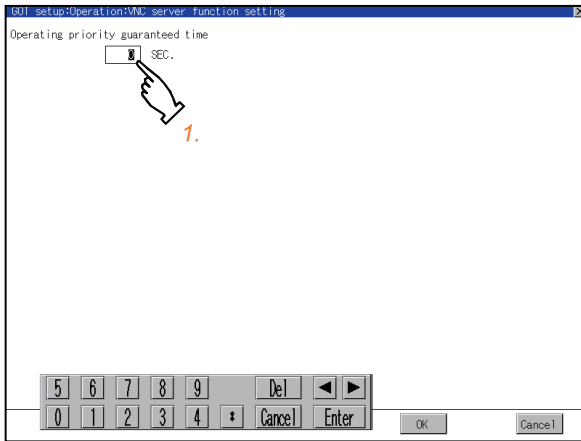 GOT setup:Operation:VNC server function setting
Operating priority guaranteed time
0 SEC.
1.
5 6 7 8 9 Del ◄ ►
0 1 2 3 4 * Cancel Enter
OK Cancel